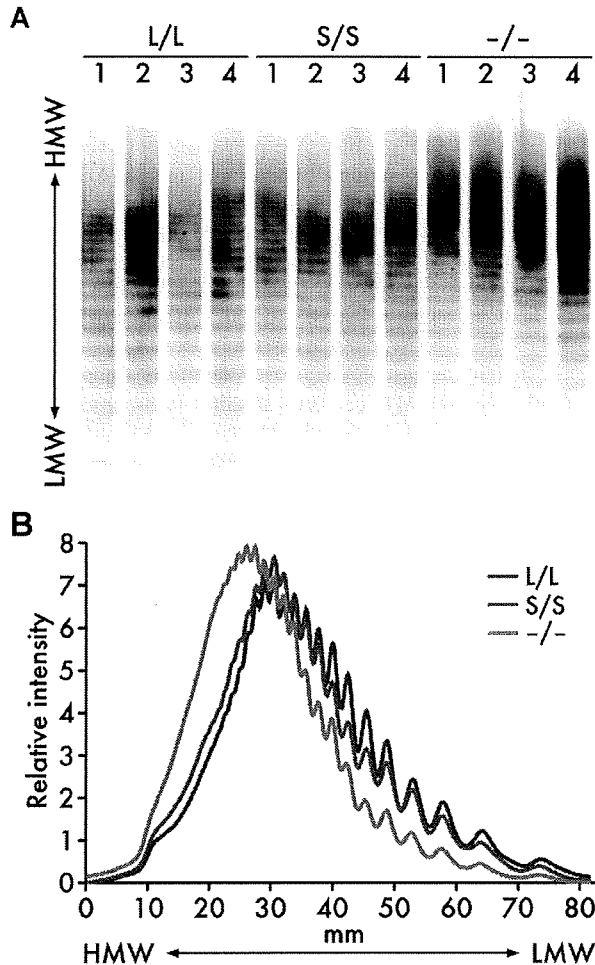 A
L/L S/S –/–
1 2 3 4 1 2 3 4 1 2 3 4
HMW
LMW
B
8
7
6
5
4
3
2
1
0
Relative intensity
L/L
S/S
–/–
0 10 20 30 40 50 60 70 80
mm
HMW LMW